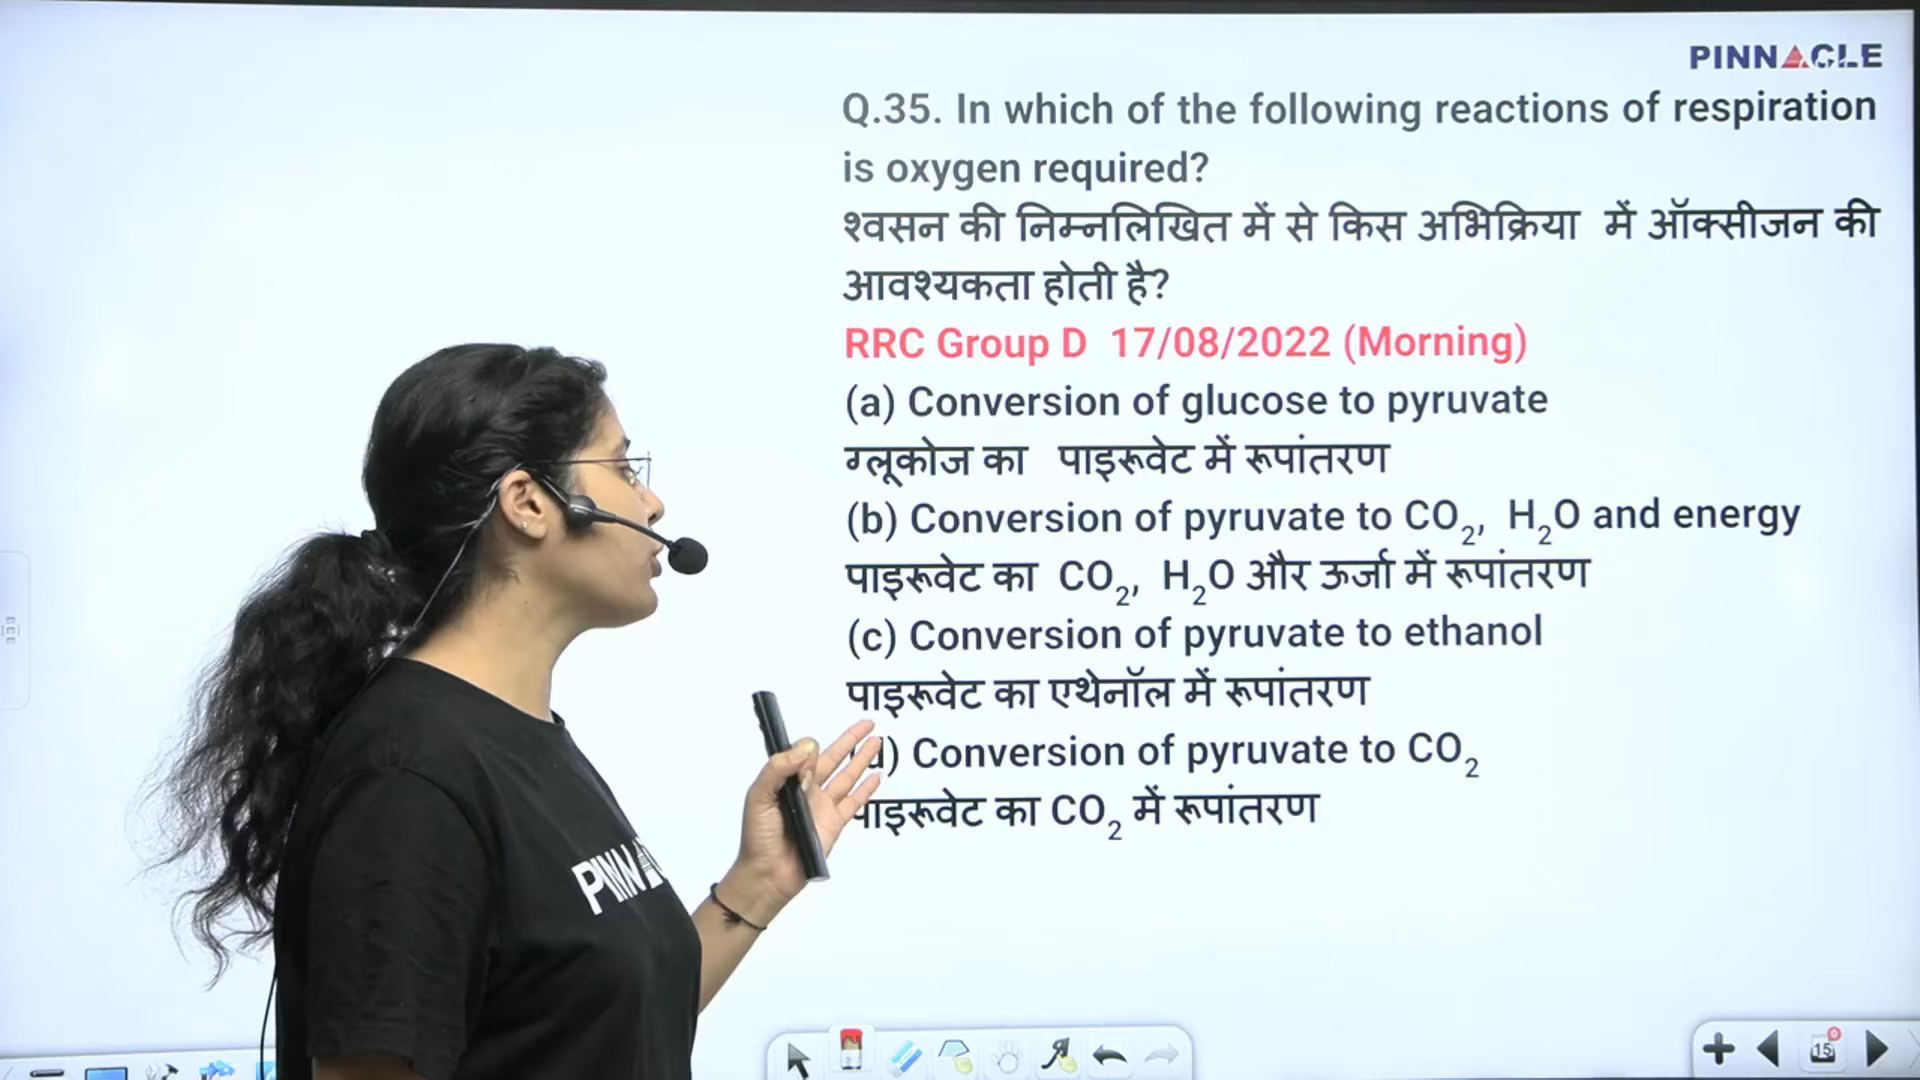 PINNACLE
Q.35. In which of the following reactions of respiration
is oxygen required?
श्वसन की निम्नलिखित में से किस अभिक्रिया में ऑक्सीजन की
आवश्यकता होती है?
RRC Group D 17/08/2022 (Morning)
(a) Conversion of glucose to pyruvate
ग्लूकोज का पाइरूवेट में रूपांतरण
(b) Conversion of pyruvate to CO₂, H₂O and energy
पाइरूवेट का CO₂, H₂O और ऊर्जा में रूपांतरण
(c) Conversion of pyruvate to ethanol
पाइरूवेट का एथेनॉल में रूपांतरण
d) Conversion of pyruvate to CO₂
पाइरूवेट का CO₂ में रूपांतरण
15